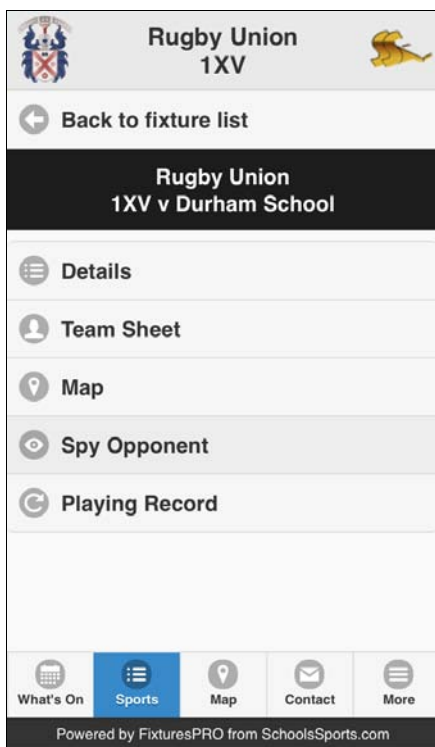 Rugby Union
1XV
Back to fixture list
Rugby Union
1XV v Durham School
Details
Team Sheet
Map
Spy Opponent
Playing Record
What's On Sports Map Contact More
Powered by FixturesPRO from SchoolsSports.com